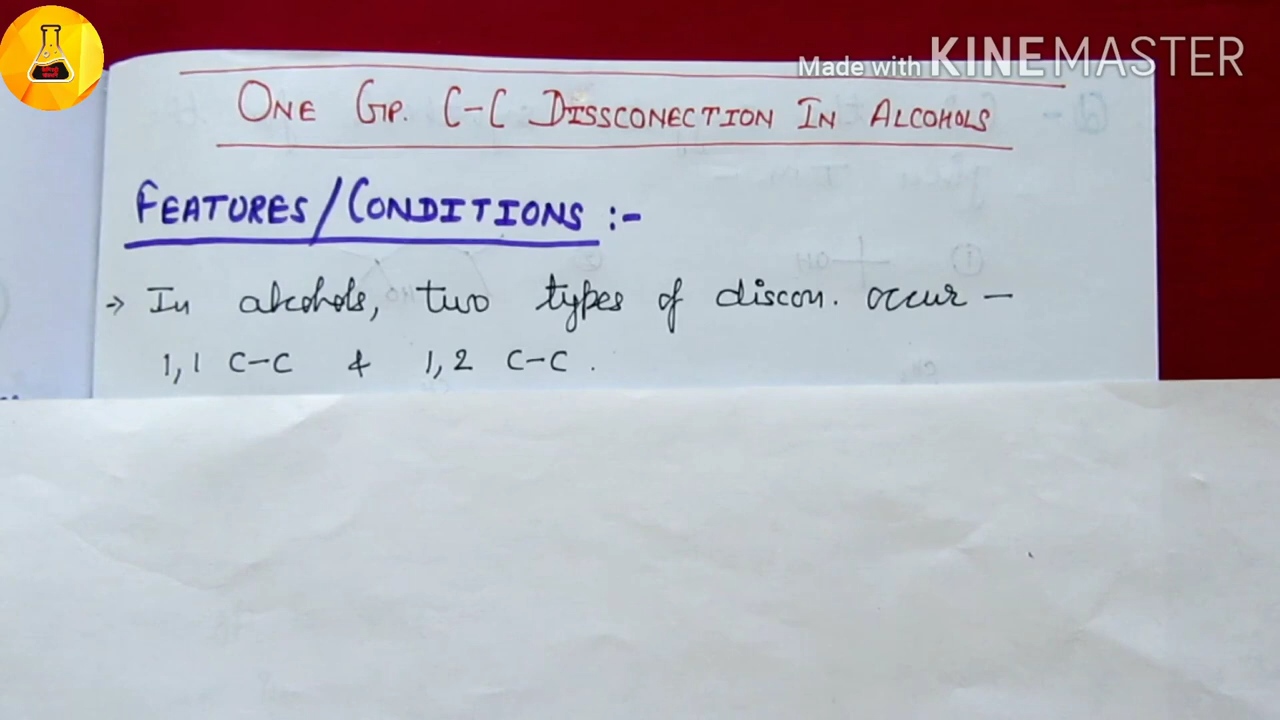 Made with KINEMASTER
ONE GP. C-C DISSCONECTION IN ALCOHOLS
FEATURES/CONDITIONS :-
→ In alcohols, two types of discon. occur –
1,1 C-C & 1,2 C-C .